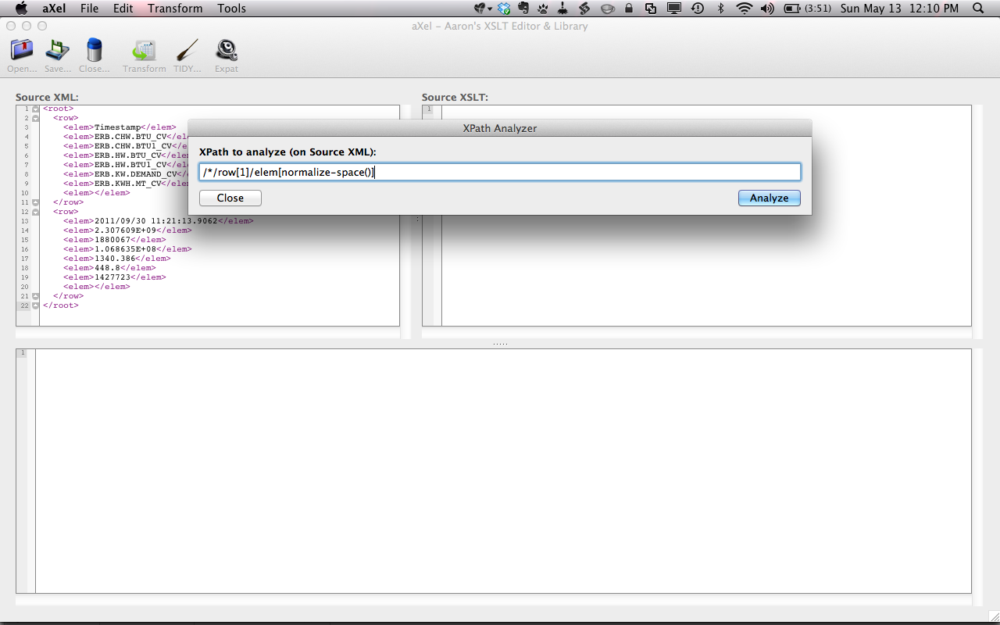 aXel File Edit Transform Tools (3:51) Sun May 13 12:10 PM
aXel – Aaron's XSLT Editor & Library
Open... Save... Close... Transform TIDY... Expat
Source XML: Source XSLT:
XPath Analyzer
XPath to analyze (on Source XML):
/*/row[1]/elem[normalize-space()]
Close Analyze
1 <root>
2 <row>
3 <elem>Timestamp</elem>
4 <elem>ERB.CHW.BTU_CV</el
5 <elem>ERB.CHW.BTU1_CV</e
6 <elem>ERB.HW.BTU_CV</ele
7 <elem>ERB.HW.BTU1_CV</el
8 <elem>ERB.KW.DEMAND_CV</
9 <elem>ERB.KWH.MT_CV</ele
10 <elem></elem>
11 </row>
12 <row>
13 <elem>2011/09/30 11:21:13.9062</elem>
14 <elem>2.307609E+09</elem>
15 <elem>1880067</elem>
16 <elem>1.068635E+08</elem>
17 <elem>1340.386</elem>
18 <elem>448.8</elem>
19 <elem>1427723</elem>
20 <elem></elem>
21 </row>
22 </root>
1
1